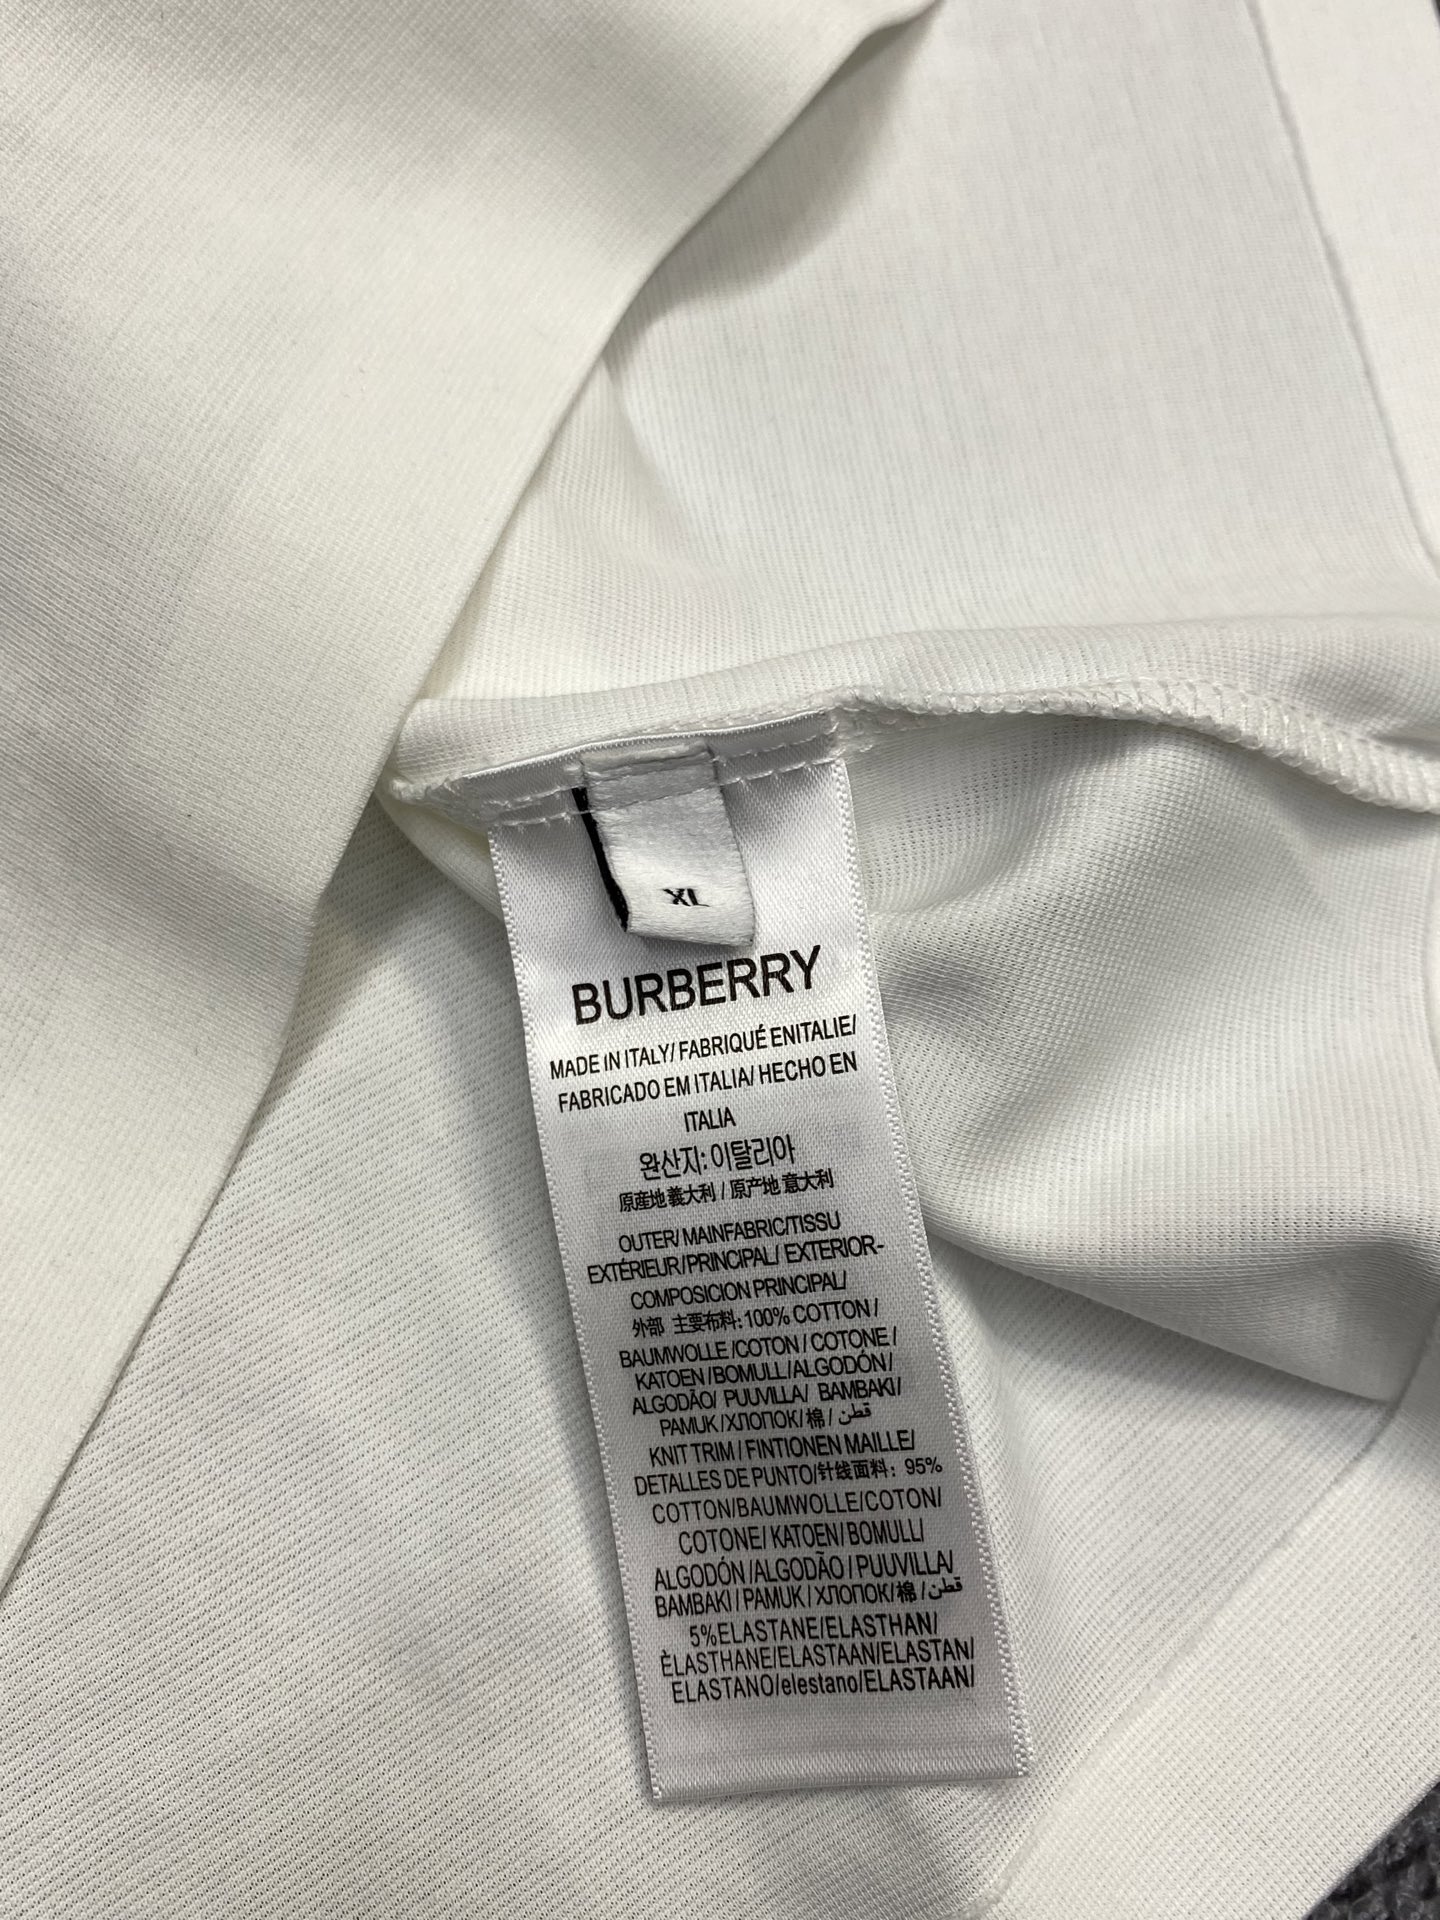 XL
BURBERRY
MADE IN ITALY/ FABRIQUÉ ENITALIE/
FABRICADO EM ITALIA/ HECHO EN
ITALIA
완산지: 이탈리아
原産地義大利 / 原产地 意大利
OUTER/ MAINFABRIC/TISSU
EXTÉRIEUR/PRINCIPAL/ EXTERIOR-
COMPOSICION PRINCIPAL/
外部 主要布料: 100% COTTON /
BAUMWOLLE /COTON / COTONE /
KATOEN /BOMULL/ALGODÓN /
ALGODÃO/ PUUVILLA/ BAMBAKI/
PAMUK /ХЛОПОК/ 棉 / قطن
KNIT TRIM / FINTIONEN MAILLE/
DETALLES DE PUNTO/针线面料: 95%
COTTON/BAUMWOLLE/COTON/
COTONE/ KATOEN/ BOMULL/
ALGODÓN /ALGODÃO / PUUVILLA/
BAMBAKI / PAMUK / ХЛОПОК/ 棉 / قطن
5%ELASTANE/ELASTHAN/
ÈLASTHANE/ELASTAAN/ELASTAN/
ELASTANO/elestano/ELASTAAN/